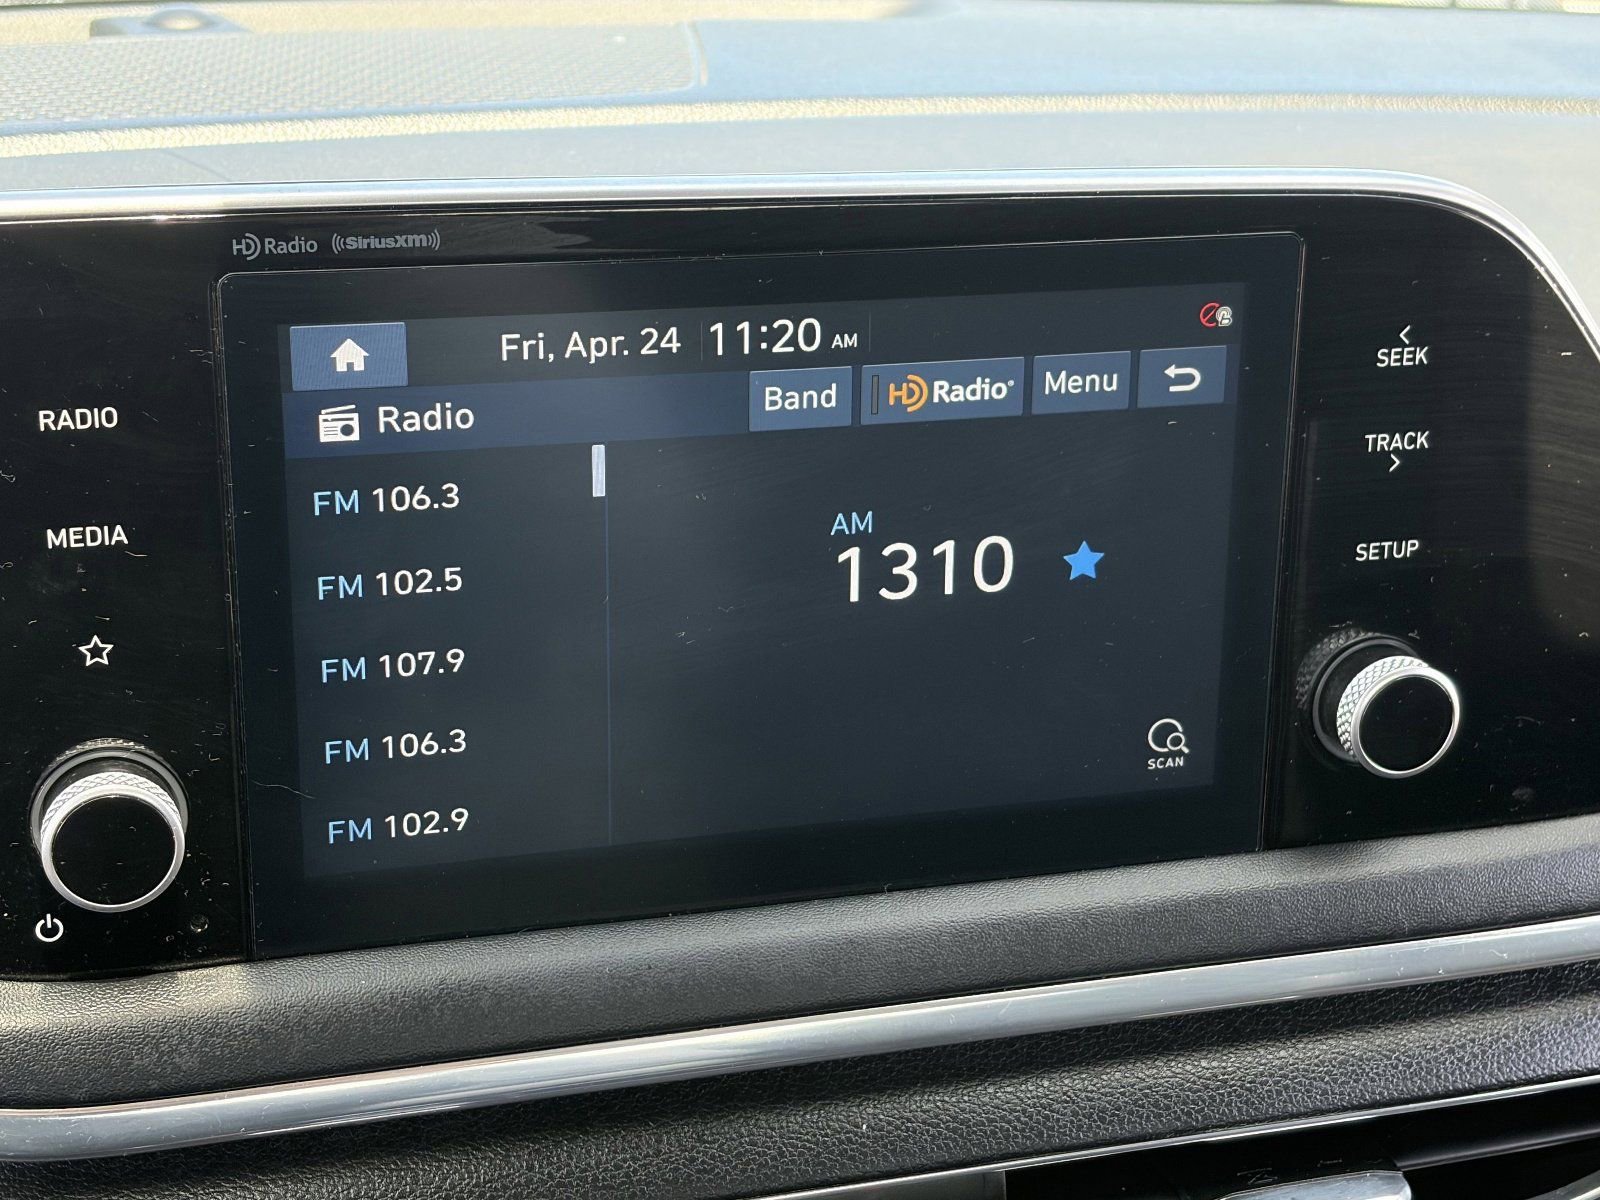 HD Radio ((SiriusXM))
Fri, Apr. 24 11:20 AM
Radio Band HD Radio® Menu
FM 106.3
FM 102.5
FM 107.9
FM 106.3
FM 102.9
AM
1310
SCAN
RADIO
MEDIA
SEEK
TRACK
SETUP